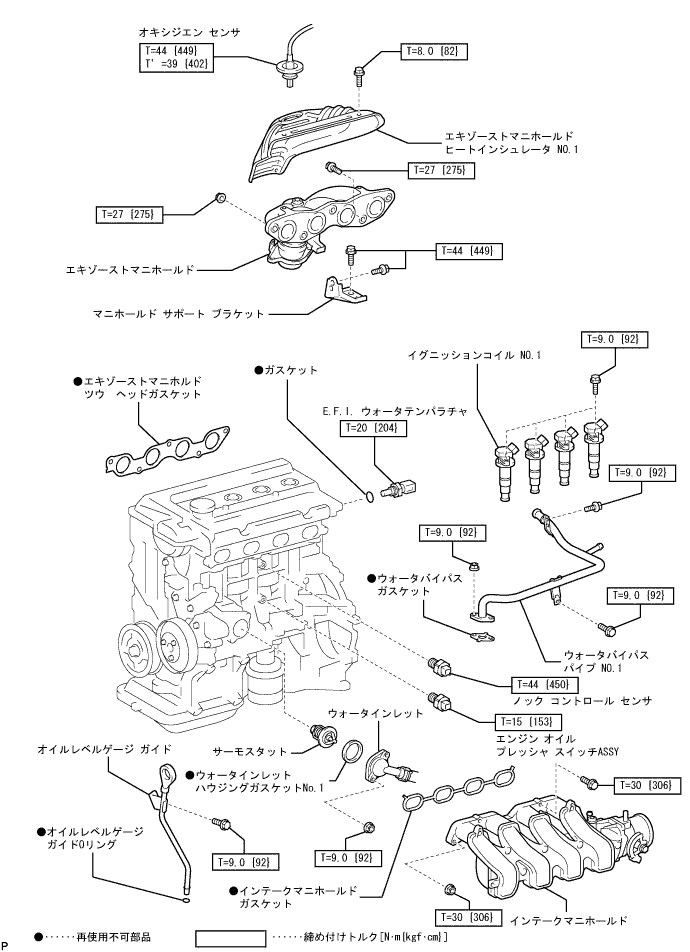 オキシジエン センサ
T=44 {449}
T' =39 {402}
T=8.0 {82}
エキゾーストマニホールド
ヒートインシュレータ NO.1
T=27 {275}
T=27 {275}
T=44 {449}
エキゾーストマニホールド
マニホールド サポート ブラケット
T=9.0 {92}
イグニッションコイル NO.1
●ガスケット
●エキゾーストマニホルド
ツウ ヘッドガスケット
E.F.I. ウォータテンパラチャ
T=20 {204}
T=9.0 {92}
T=9.0 {92}
●ウォータバイパス
ガスケット
T=9.0 {92}
ウォータバイパス
パイプ NO.1
T=44 {450}
ノック コントロール センサ
ウォータインレット
T=15 {153}
エンジン オイル
プレッシャ スイッチASSY
オイルレベルゲージ ガイド
サーモスタット
●ウォータインレット
ハウジングガスケットNo.1
T=30 {306}
●オイルレベルゲージ
ガイドOリング
T=9.0 {92}
T=9.0 {92}
●インテークマニホールド
ガスケット
T=30 {306}
インテークマニホールド
●······再使用不可部品
······締め付けトルク[N·m{kgf·cm}]
P